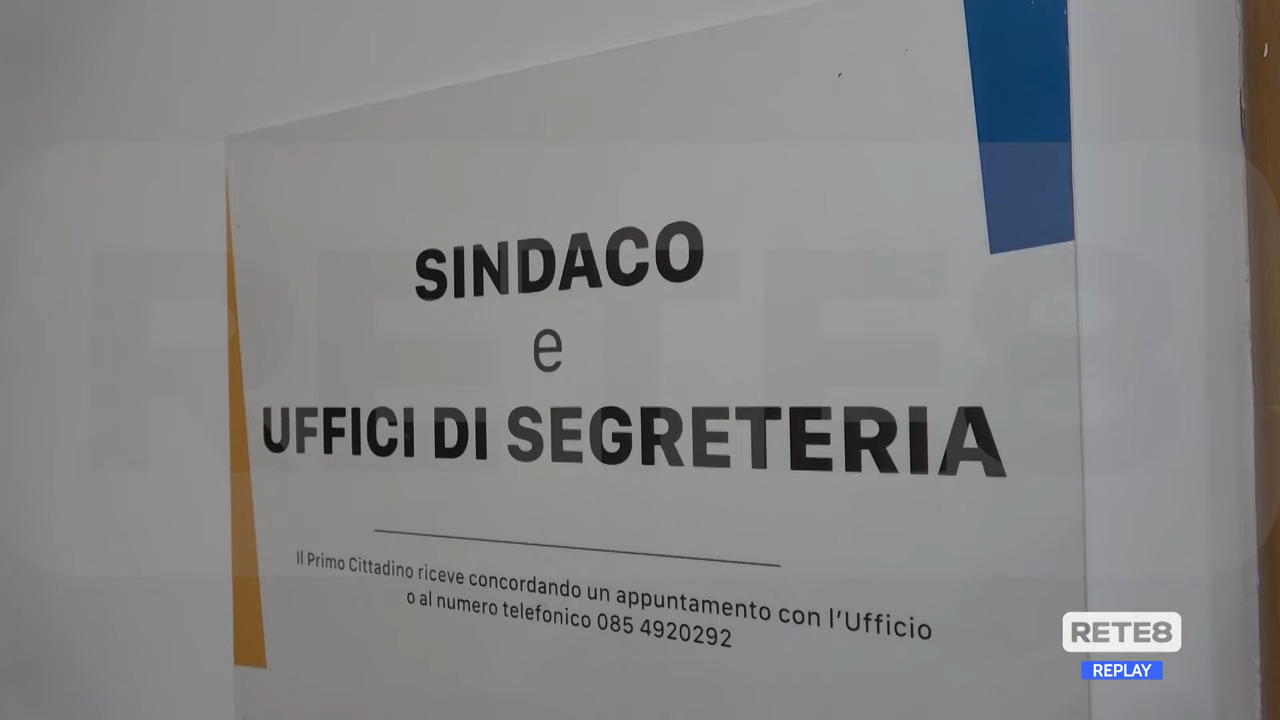 SINDACO
e
UFFICI DI SEGRETERIA
Il Primo Cittadino riceve concordando un appuntamento con l'Ufficio
o al numero telefonico 085 4920292
RETE8
RETE8
REPLAY